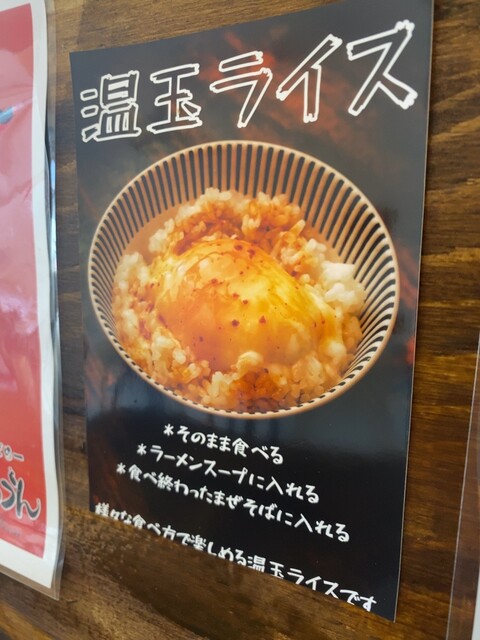 温玉ライス
*そのまま食べる
*ラーメンスープに入れる
*食べ終わったまぜそばに入れる
様々な食べ方で楽しめる温玉ライスです